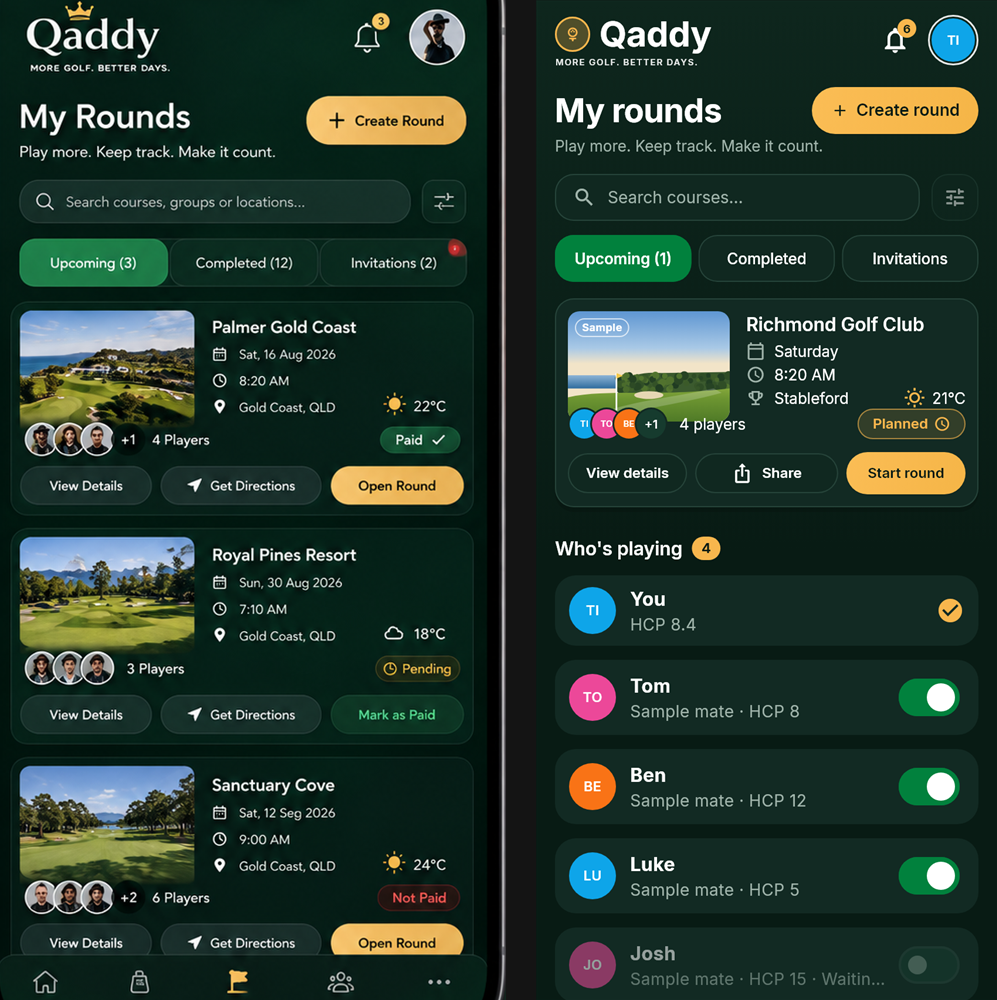 Qaddy
MORE GOLF. BETTER DAYS.
3
My Rounds
+ Create Round
Play more. Keep track. Make it count.
Search courses, groups or locations...
Upcoming (3)
Completed (12)
Invitations (2)
Palmer Gold Coast
Sat, 16 Aug 2026
8:20 AM
Gold Coast, QLD
22°C
+1
4 Players
Paid
View Details
Get Directions
Open Round
Royal Pines Resort
Sun, 30 Aug 2026
7:10 AM
Gold Coast, QLD
18°C
3 Players
Pending
View Details
Get Directions
Mark as Paid
Sanctuary Cove
Sat, 12 Seg 2026
9:00 AM
Gold Coast, QLD
24°C
+2
6 Players
Not Paid
View Details
Get Directions
Open Round
Qaddy
MORE GOLF. BETTER DAYS.
6
TI
My rounds
+ Create round
Play more. Keep track. Make it count.
Search courses...
Upcoming (1)
Completed
Invitations
Sample
Richmond Golf Club
Saturday
8:20 AM
Stableford
21°C
TI
TO
BE
+1
4 players
Planned
View details
Share
Start round
Who's playing
4
TI
You
HCP 8.4
TO
Tom
Sample mate · HCP 8
BE
Ben
Sample mate · HCP 12
LU
Luke
Sample mate · HCP 5
JO
Josh
Sample mate · HCP 15 · Waitin...